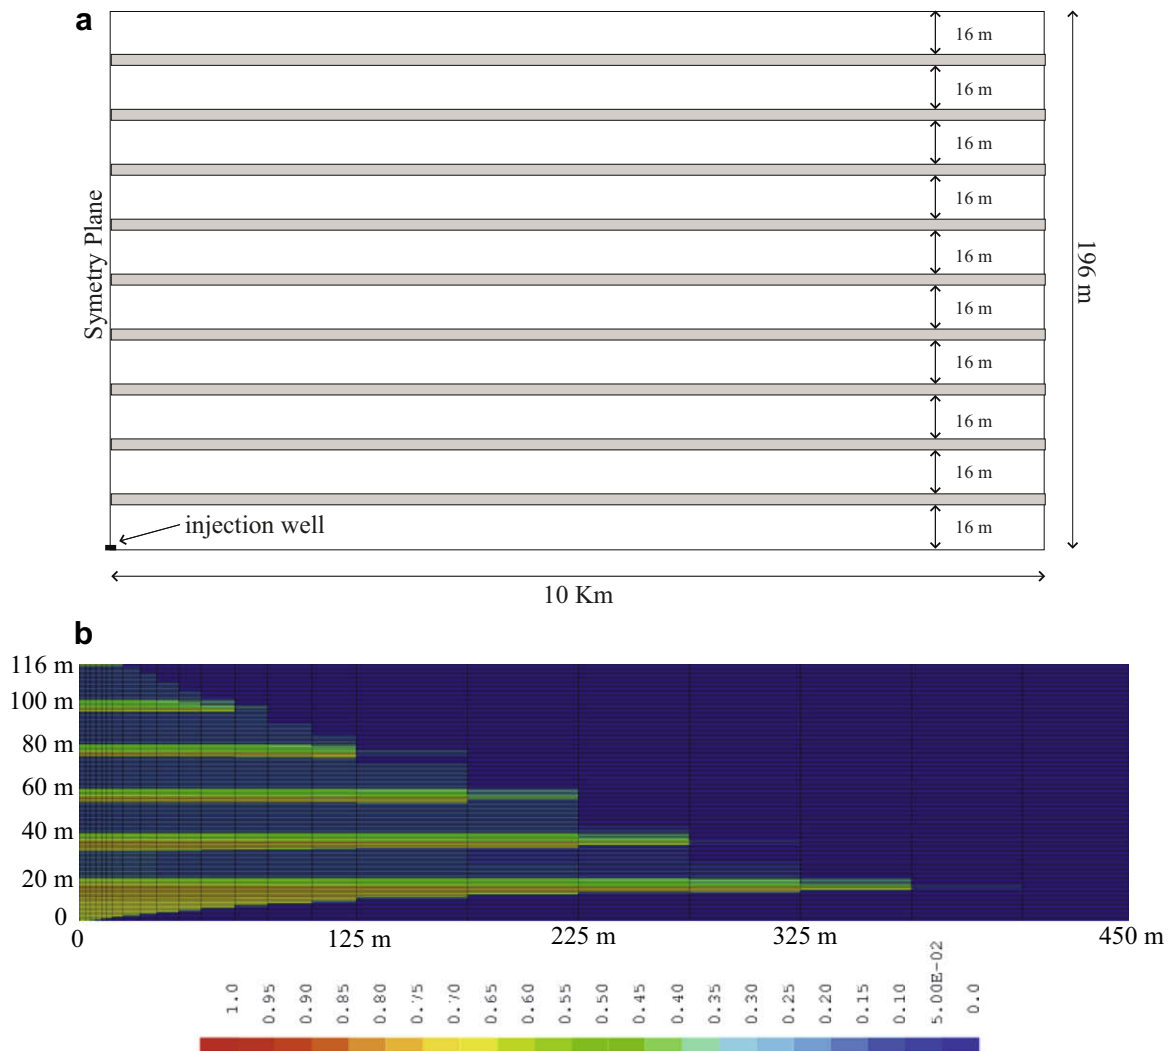 a
16 m
16 m
16 m
16 m
16 m
16 m
16 m
16 m
16 m
16 m
Symetry Plane
196 m
injection well
10 Km
b
116 m
100 m
80 m
60 m
40 m
20 m
0
0 125 m 225 m 325 m 450 m
1.0 0.95 0.90 0.85 0.80 0.75 0.70 0.65 0.60 0.55 0.50 0.45 0.40 0.35 0.30 0.25 0.20 0.15 0.10 5.00E-02 0.0